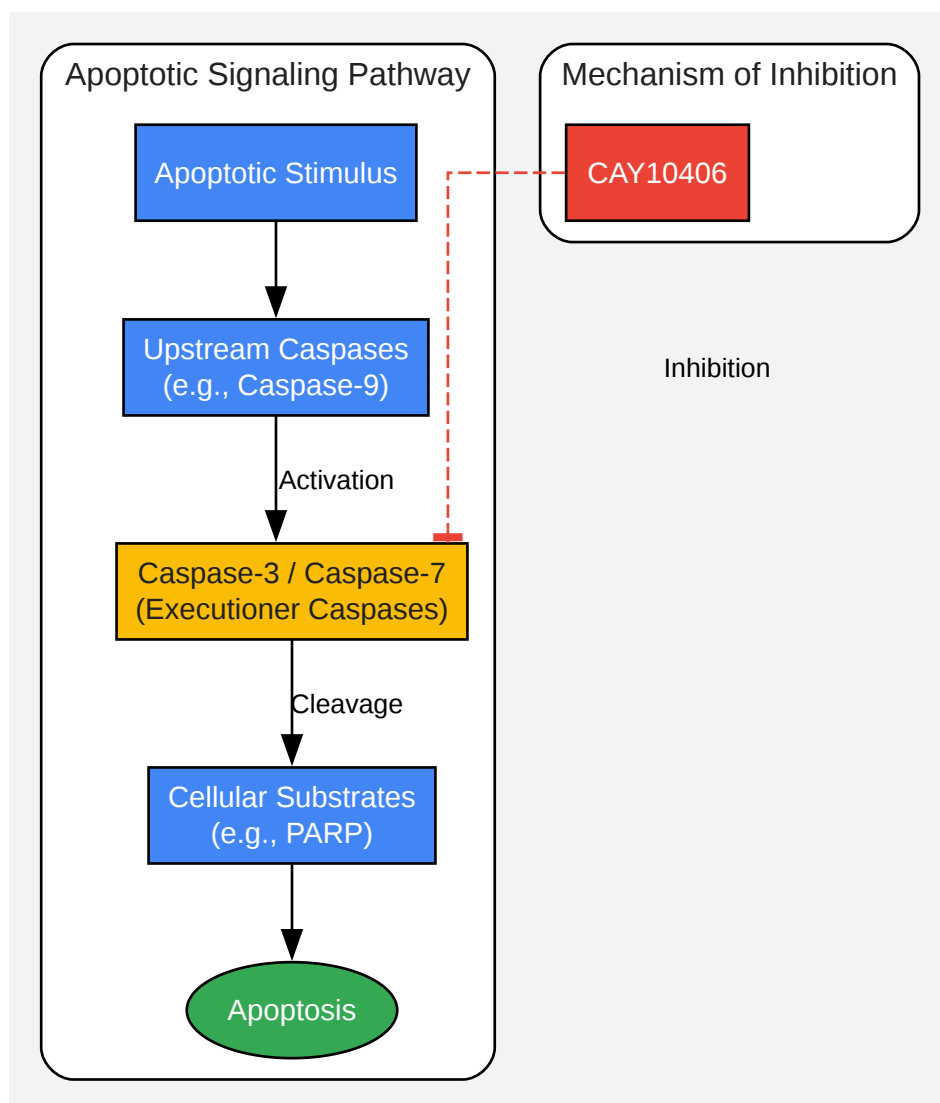 Apoptotic Signaling Pathway
Apoptotic Stimulus
Upstream Caspases
(e.g., Caspase-9)
Activation
Caspase-3 / Caspase-7
(Executioner Caspases)
Cleavage
Cellular Substrates
(e.g., PARP)
Apoptosis
Mechanism of Inhibition
CAY10406
Inhibition